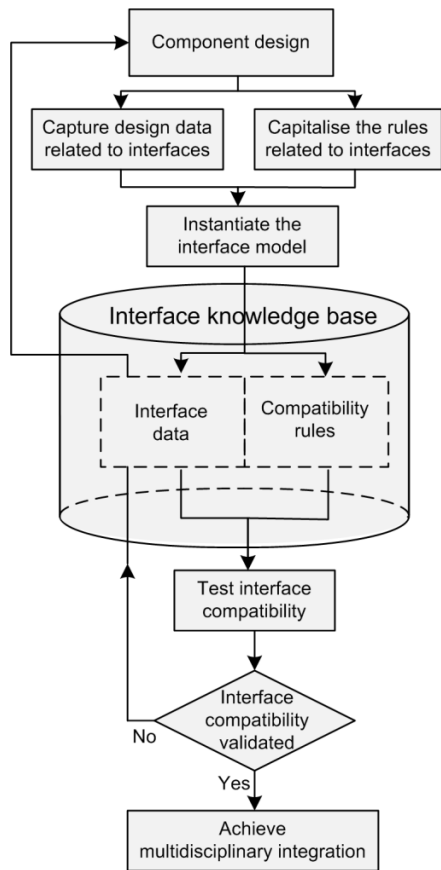 Component design
Capture design data
related to interfaces
Capitalise the rules
related to interfaces
Instantiate the
interface model
Interface knowledge base
Interface
data
Compatibility
rules
Test interface
compatibility
Interface
compatibility
validated
No
Yes
Achieve
multidisciplinary integration